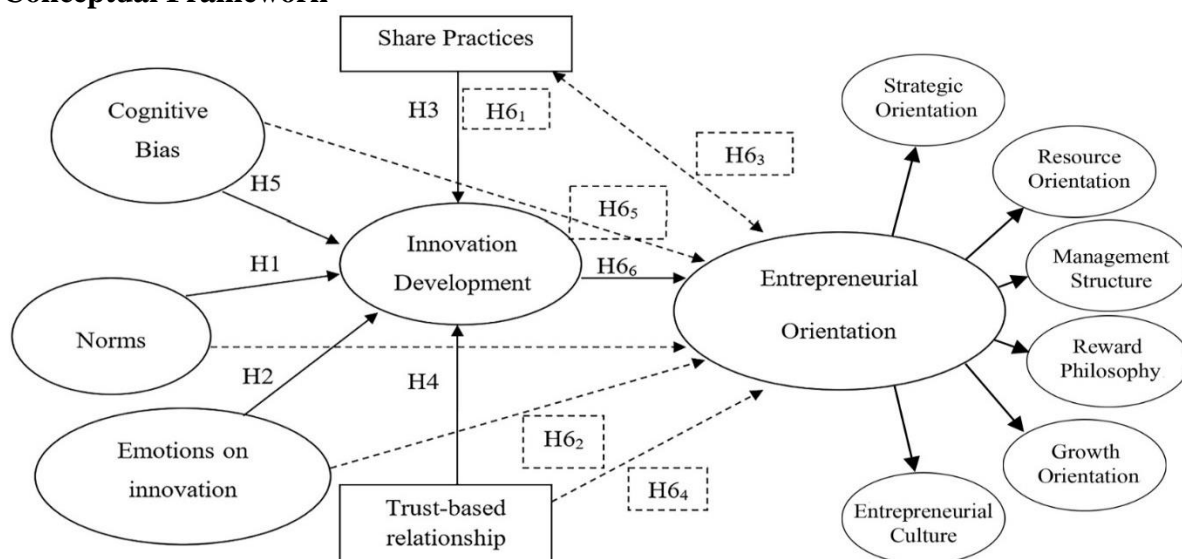 Conceptual Framework
Share Practices
Cognitive
Bias
H3
H6₁
H6₃
Strategic
Orientation
Resource
Orientation
H5
H6₅
Innovation
Development
H6₆
H1
Norms
Entrepreneurial
Orientation
Management
Structure
Reward
Philosophy
H2
H4
Emotions on
innovation
H6₂
H6₄
Trust-based
relationship
Growth
Orientation
Entrepreneurial
Culture